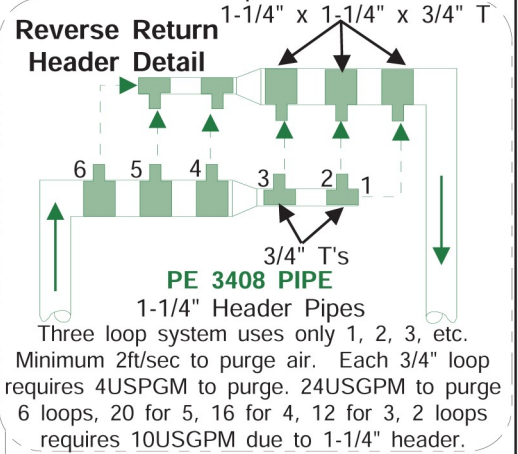 1-1/4" x 1-1/4" x 3/4" T
Reverse Return
Header Detail
6 5 4 3 2 1
3/4" T's
PE 3408 PIPE
1-1/4" Header Pipes
Three loop system uses only 1, 2, 3, etc.
Minimum 2ft/sec to purge air. Each 3/4" loop
requires 4USPGM to purge. 24USGPM to purge
6 loops, 20 for 5, 16 for 4, 12 for 3, 2 loops
requires 10USGPM due to 1-1/4" header.